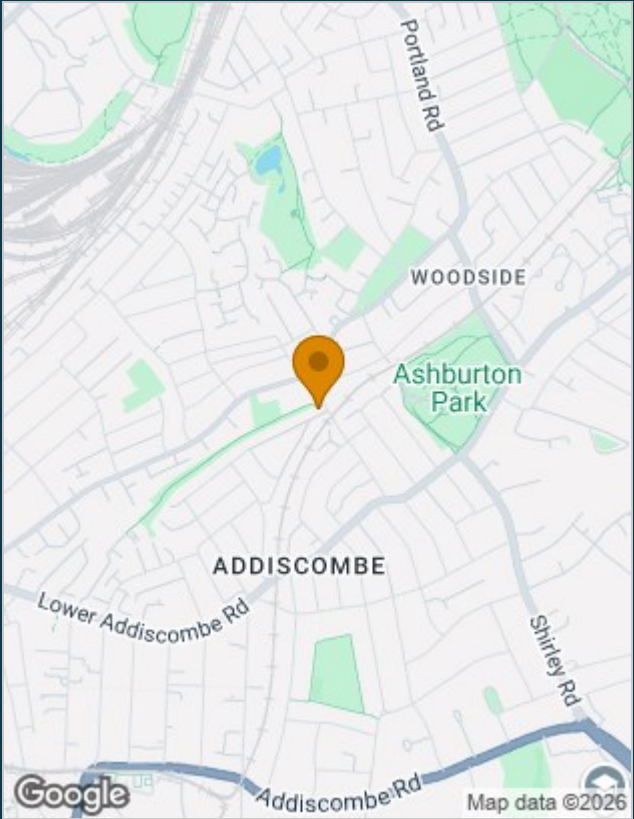 Portland Rd
WOODSIDE
Ashburton
Park
ADDISCOMBE
Lower Addiscombe Rd
Shirley Rd
Addiscombe Rd
Google
Map data ©2026